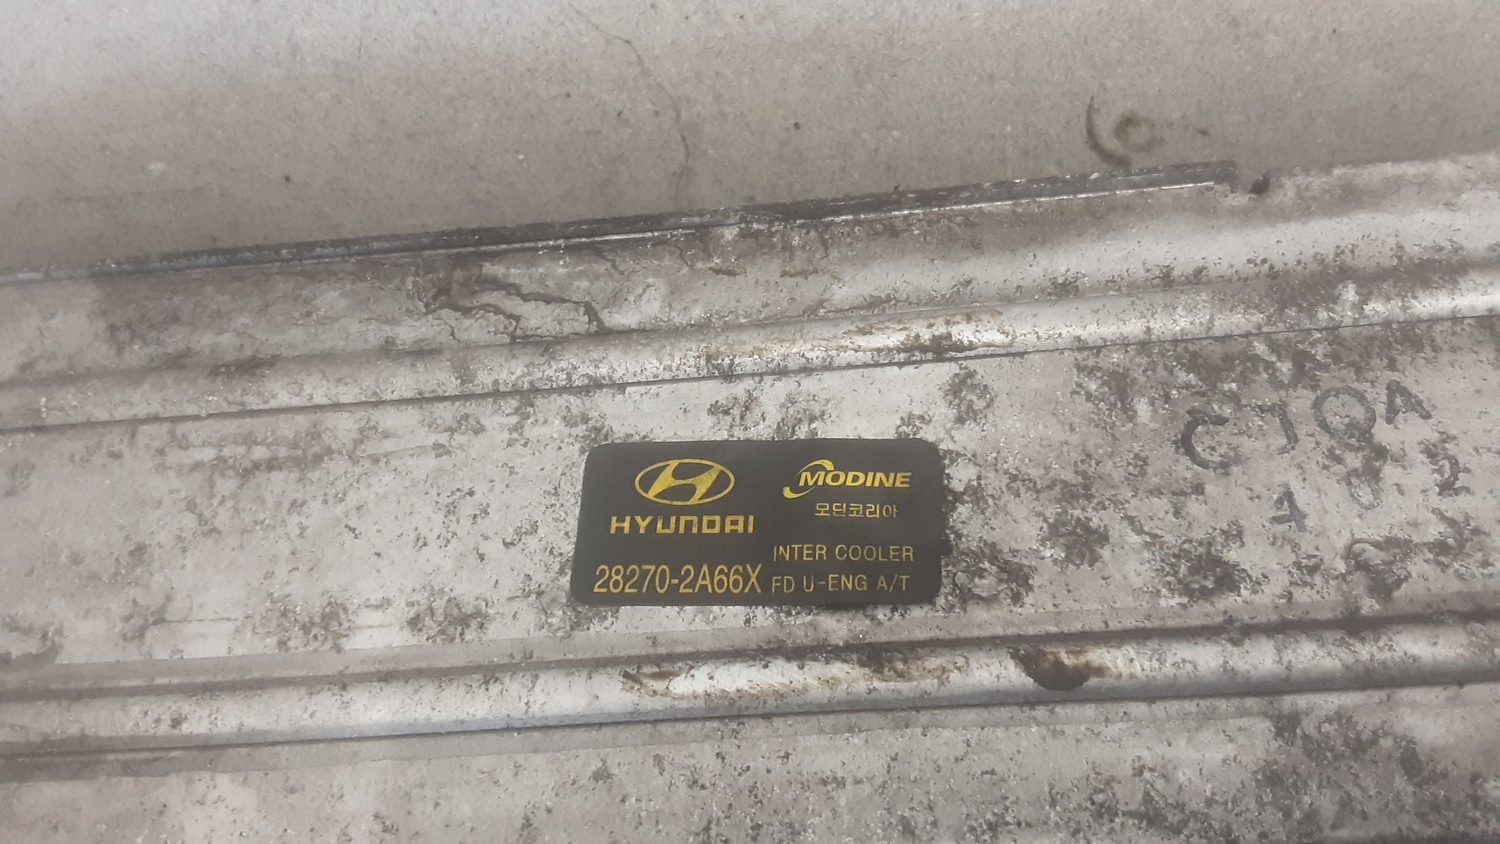 HYUNDAI
MODINE
모딘코리아
28270-2A66X
INTER COOLER
FD U-ENG A/T